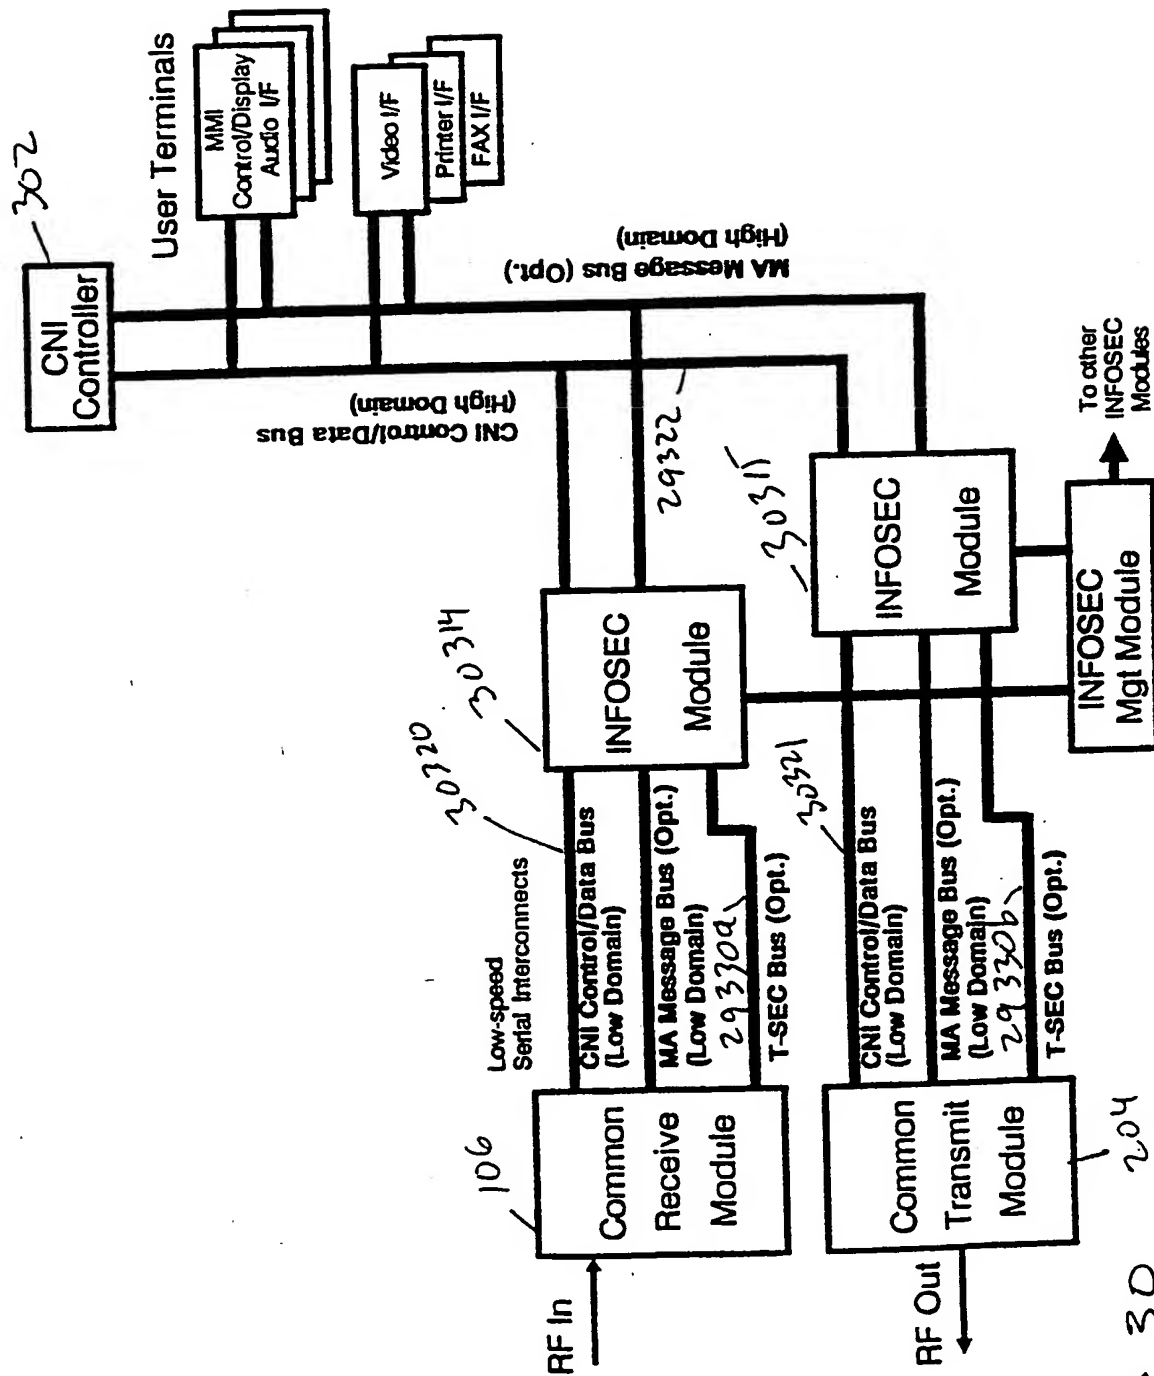 302
CNI
Controller
User Terminals
MMI
Control/Display
Audio I/F
Video I/F
Printer I/F
FAX I/F
CNI Control/Data Bus
(High Domain)
MA Message Bus (Opt.)
(High Domain)
29322
30314
INFOSEC
Module
30315
INFOSEC
Module
To other
INFOSEC
Modules
INFOSEC
Mgt Module
Low-speed
Serial Interconnects
30320
CNI Control/Data Bus
(Low Domain)
MA Message Bus (Opt.)
(Low Domain)
29330a
T-SEC Bus (Opt.)
30321
CNI Control/Data Bus
(Low Domain)
MA Message Bus (Opt.)
(Low Domain)
29330b
T-SEC Bus (Opt.)
106
Common
Receive
Module
RF In
Common
Transmit
Module
204
RF Out
30